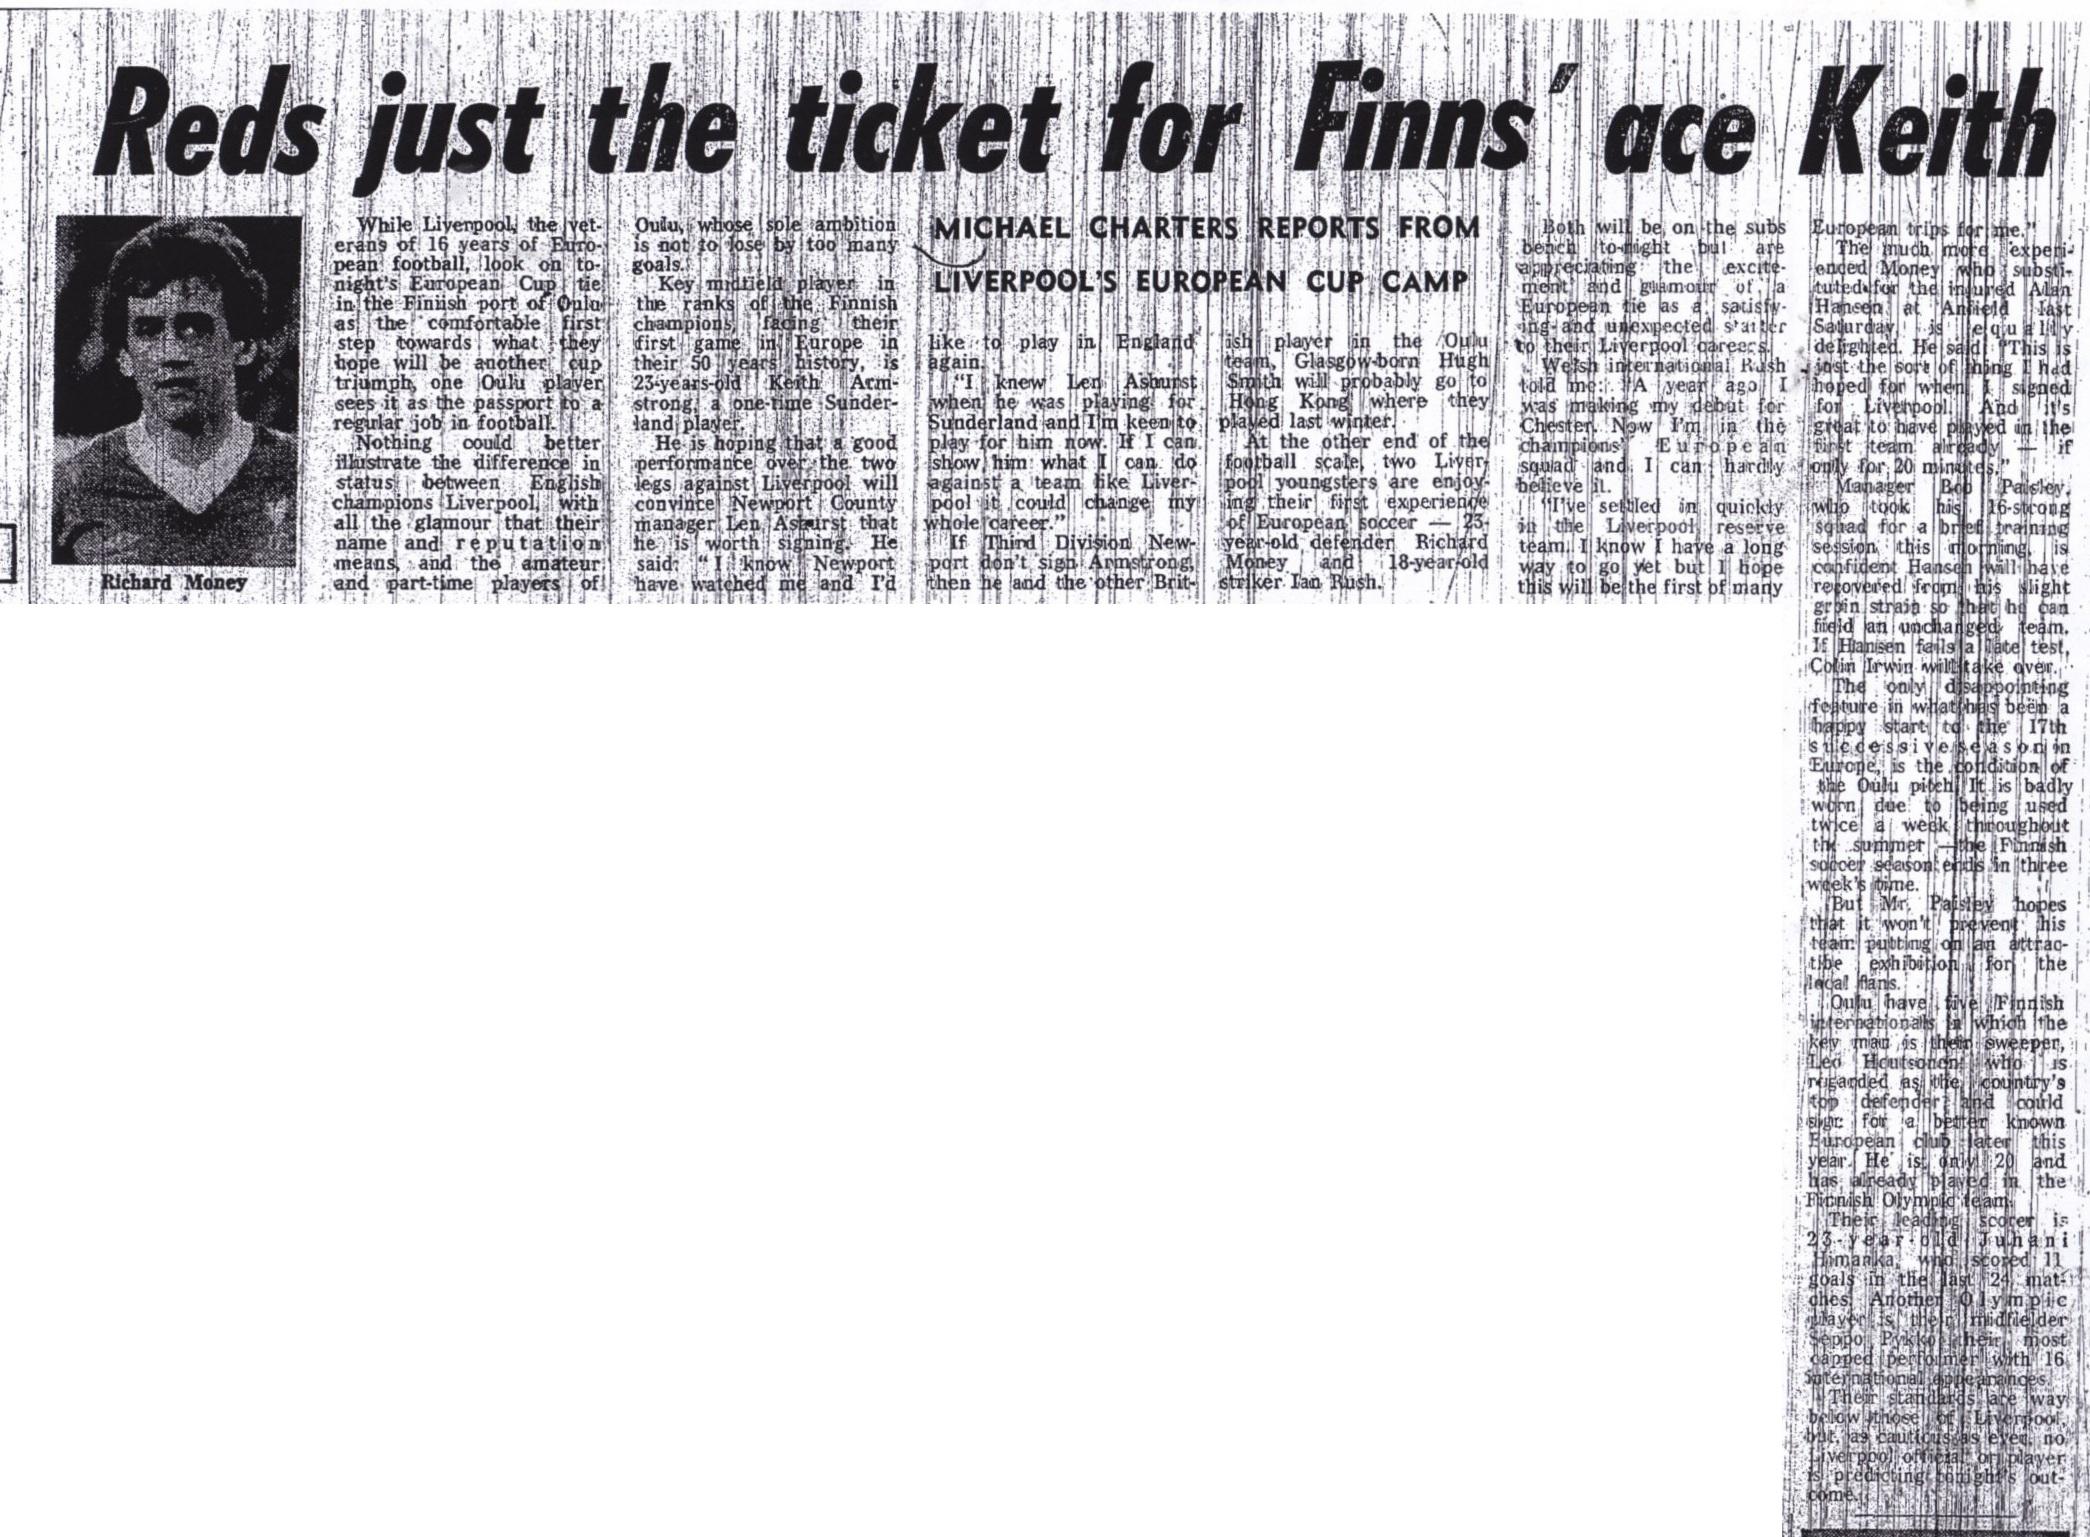 Reds just the ticket for Finns' ace Keith
Richard Money
While Liverpool, the vet-
erans of 16 years of Euro-
pean football, look on to-
night's European Cup tie
in the Finnish port of Oulu
as the comfortable first
step towards what they
hope will be another cup
triumph, one Oulu player
sees it as the passport to a
regular job in football.
Nothing could better
illustrate the difference in
status between English
champions Liverpool, with
all the glamour that their
name and reputation
means, and the amateur
and part-time players of
Oulu, whose sole ambition
is not to lose by too many
goals.
Key midfield player in
the ranks of the Finnish
champions, facing their
first game in Europe in
their 50 years history, is
23-years-old Keith Arm-
strong, a one-time Sunder-
land player.
He is hoping that a good
performance over the two
legs against Liverpool will
convince Newport County
manager Len Ashurst that
he is worth signing. He
said: "I know Newport
have watched me and I'd
MICHAEL CHARTERS REPORTS FROM
LIVERPOOL'S EUROPEAN CUP CAMP
like to play in England
again.
"I knew Len Ashurst
when he was playing for
Sunderland and I'm keen to
play for him now. If I can
show him what I can do
against a team like Liver-
pool it could change my
whole career."
If Third Division New-
port don't sign Armstrong,
then he and the other Brit-
ish player in the Oulu
team, Glasgow-born Hugh
Smith will probably go to
Hong Kong where they
played last winter.
At the other end of the
football scale, two Liver-
pool youngsters are enjoy-
ing their first experience
of European soccer — 23-
year-old defender Richard
Money and 18-year-old
striker Ian Rush.
Both will be on the subs
bench to-night but are
appreciating the excite-
ment and glamour of a
European tie as a satisfy-
ing and unexpected starter
to their Liverpool careers.
Welsh international Rush
told me: "A year ago I
was making my debut for
Chester. Now I'm in the
champions' European
squad and I can hardly
believe it.
"I've settled in quickly
in the Liverpool reserve
team. I know I have a long
way to go yet but I hope
this will be the first of many
European trips for me."
The much more experi-
enced Money who substi-
tuted for the injured Alan
Hansen at Anfield last
Saturday, is equally
delighted. He said: "This is
just the sort of thing I had
hoped for when I signed
for Liverpool. And it's
great to have played in the
first team already — if
only for 20 minutes."
Manager Bob Paisley,
who took his 16-strong
squad for a brief training
session this morning, is
confident Hansen will have
recovered from his slight
groin strain so that he can
field an unchanged team.
If Hansen fails a late test,
Colin Irwin will take over.
The only disappointing
feature in what has been a
happy start to the 17th
successive season in
Europe, is the condition of
the Oulu pitch. It is badly
worn due to being used
twice a week throughout
the summer — the Finnish
soccer season ends in three
week's time.
But Mr. Paisley hopes
that it won't prevent his
team putting on an attrac-
tibe exhibition for the
local fans.
Oulu have five Finnish
internationals in which the
key man is their sweeper,
Leo Houtsonen who is
regarded as the country's
top defender and could
sign for a better known
European club later this
year. He is only 20 and
has already played in the
Finnish Olympic team.
Their leading scorer is
23-year-old Juhani
Himanka, who scored 11
goals in the last 24 mat-
ches. Another Olympic
player is their midfielder
Seppo Pykko their most
capped performer with 16
international appearances.
Their standards are way
below those of Liverpool,
but, as cautious as ever, no
Liverpool official or player
is predicting tonight's out-
come.